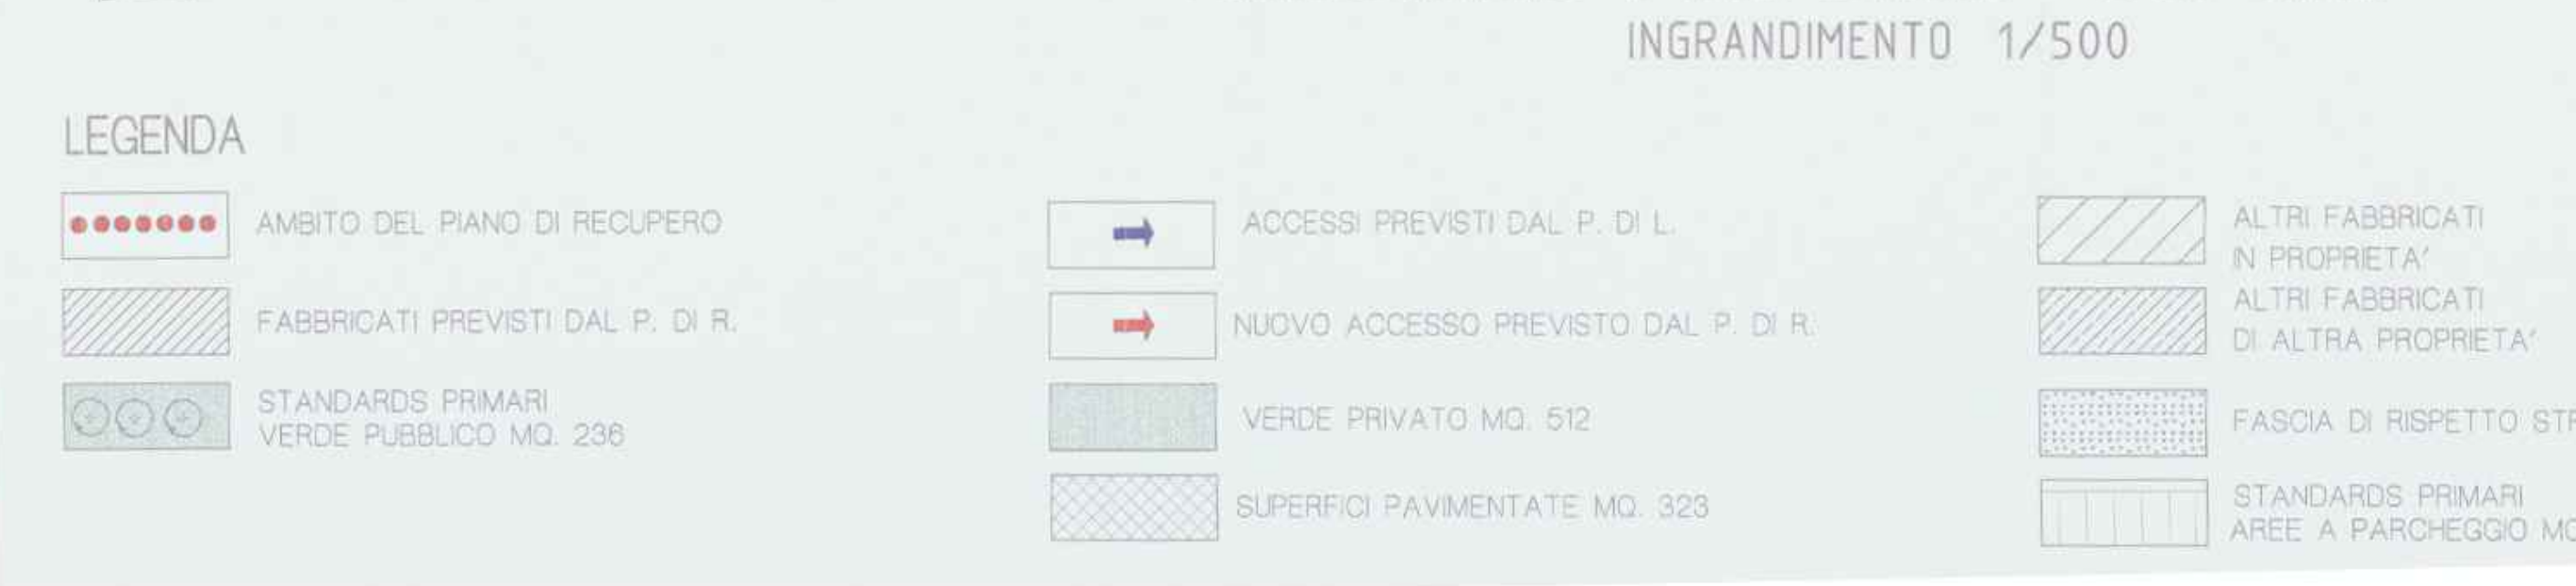 INGRANDIMENTO 1/500
LEGENDA
AMBITO DEL PIANO DI RECUPERO
FABBRICATI PREVISTI DAL P. DI R.
STANDARDS PRIMARI
VERDE PUBBLICO MQ. 236
ACCESSI PREVISTI DAL P. DI L.
NUOVO ACCESSO PREVISTO DAL P. DI R.
VERDE PRIVATO MQ. 512
SUPERFICI PAVIMENTATE MQ. 323
ALTRI FABBRICATI
IN PROPRIETA'
ALTRI FABBRICATI
DI ALTRA PROPRIETA'
FASCIA DI RISPETTO
STANDARDS PRIMARI
AREE A PARCHEGGIO